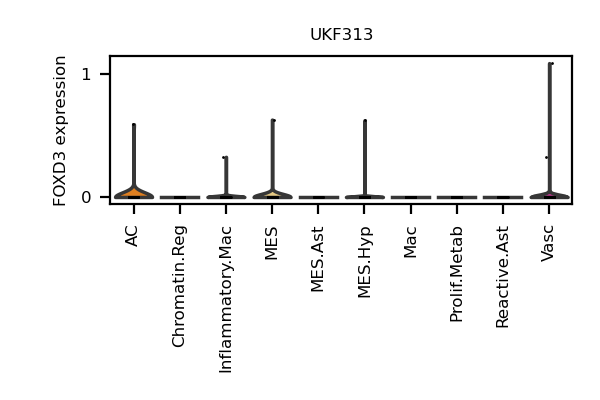 UKF313
FOXD3 expression
1
0
AC
Chromatin.Reg
Inflammatory.Mac
MES
MES.Ast
MES.Hyp
Mac
Prolif.Metab
Reactive.Ast
Vasc